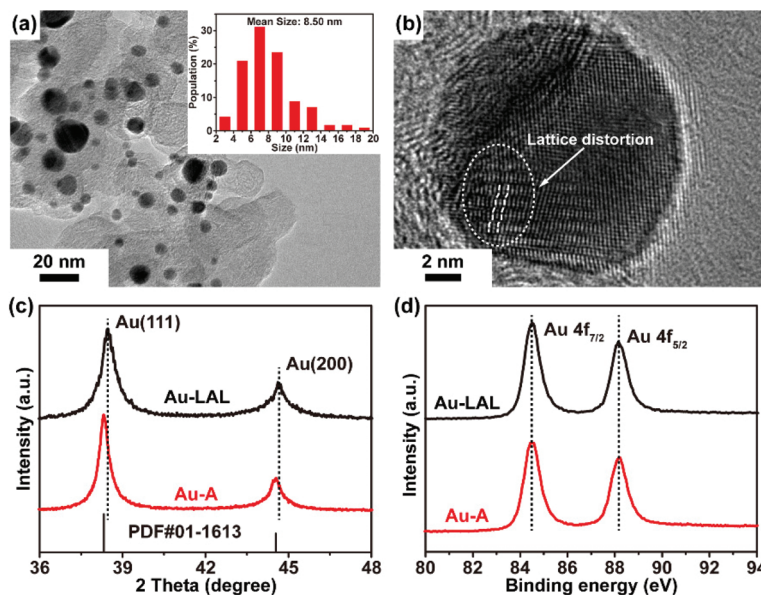 (a)
Mean Size: 8.50 nm
Population (%)
30
20
10
0
2 4 6 8 10 12 14 16 18 20
Size (nm)
20 nm
(b)
Lattice distortion
2 nm
(c)
Au(111)
Au(200)
Au-LAL
Au-A
PDF#01-1613
Intensity (a.u.)
36 39 42 45 48
2 Theta (degree)
(d)
Au 4f7/2
Au 4f5/2
Au-LAL
Au-A
Intensity (a.u.)
80 82 84 86 88 90 92 94
Binding energy (eV)